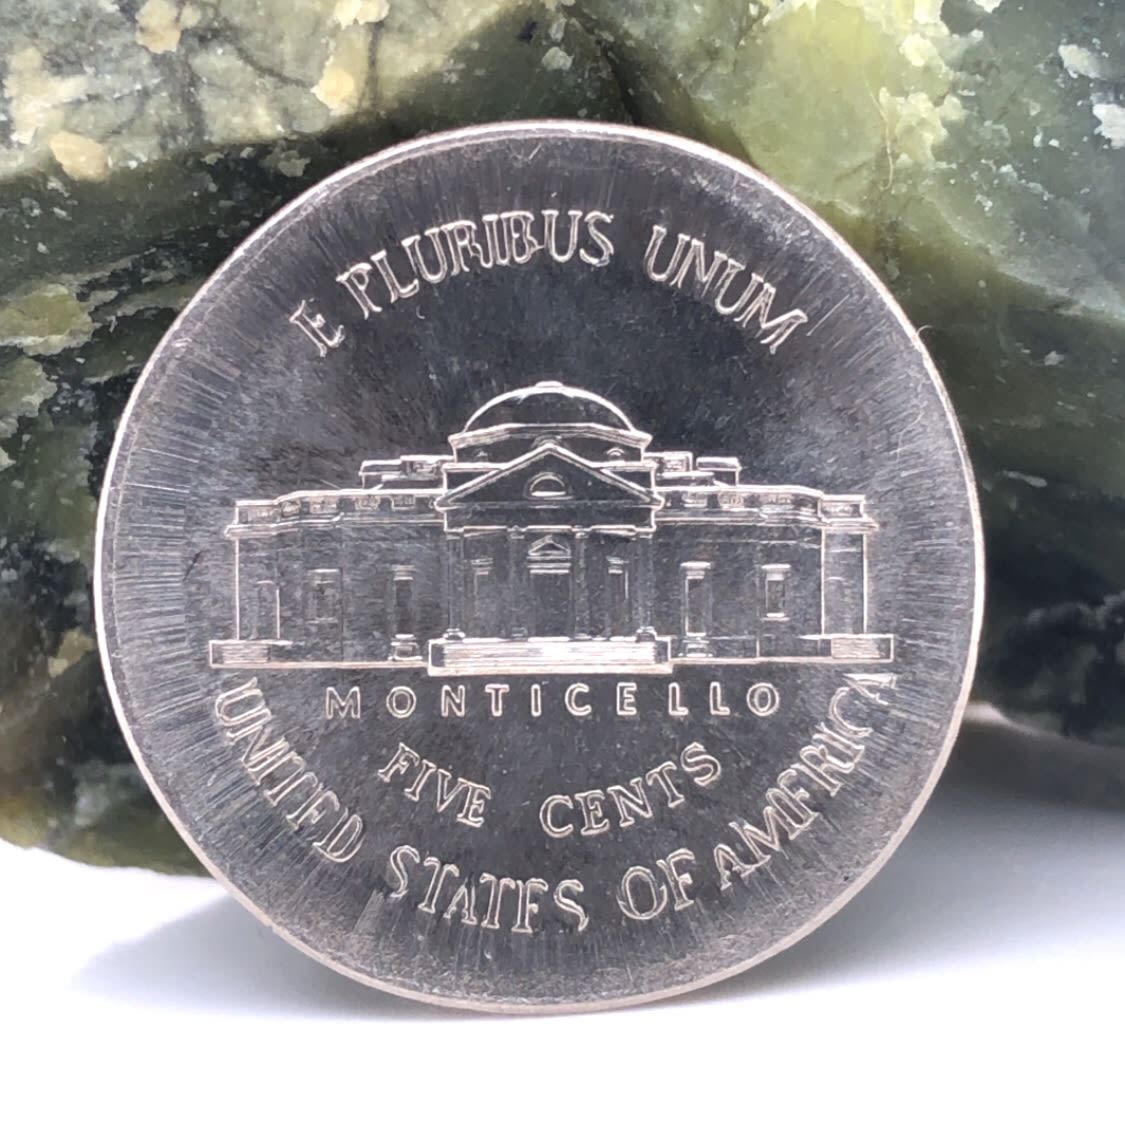 E PLURIBUS UNUM
MONTICELLO
FIVE CENTS
UNITED STATES OF AMERICA